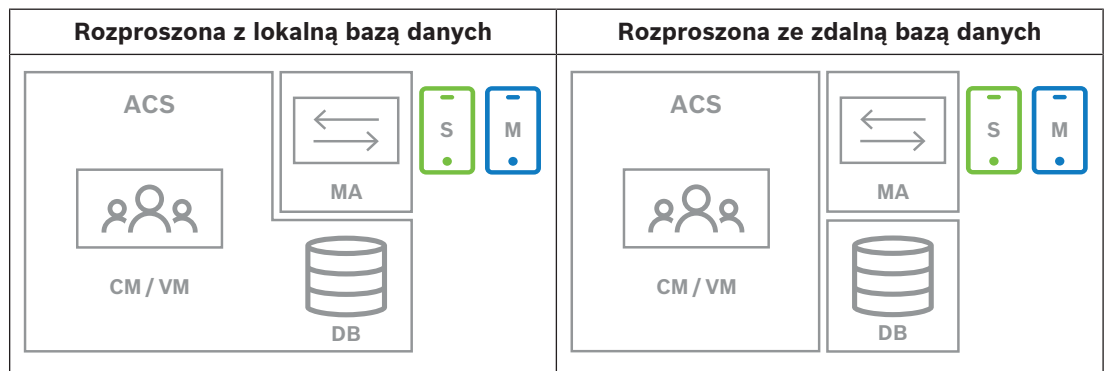 Rozproszona z lokalną bazą danych
Rozproszona ze zdalną bazą danych
ACS
S
M
MA
CM / VM
DB
ACS
S
M
MA
CM / VM
DB